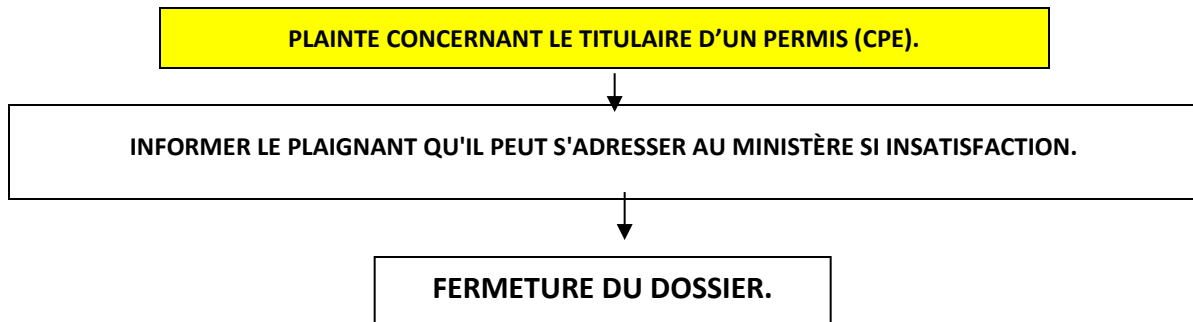 PLAINTE CONCERNANT LE TITULAIRE D’UN PERMIS (CPE).
INFORMER LE PLAIGNANT QU'IL PEUT S'ADRESSER AU MINISTÈRE SI INSATISFACTION.
FERMETURE DU DOSSIER.